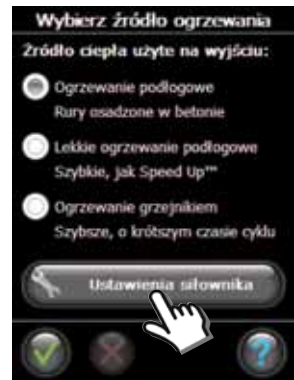 Wybierz źródło ogrzewania
Źródło ciepła użyte na wyjściu:
Ogrzewanie podłogowe
Rury osadzone w betonie
Lekkie ogrzewanie podłogowe
Szybkie, jak Speed Up™
Ogrzewanie grzejnikiem
Szybsze, o krótszym czasie cyklu
Ustawienia siłownika
?